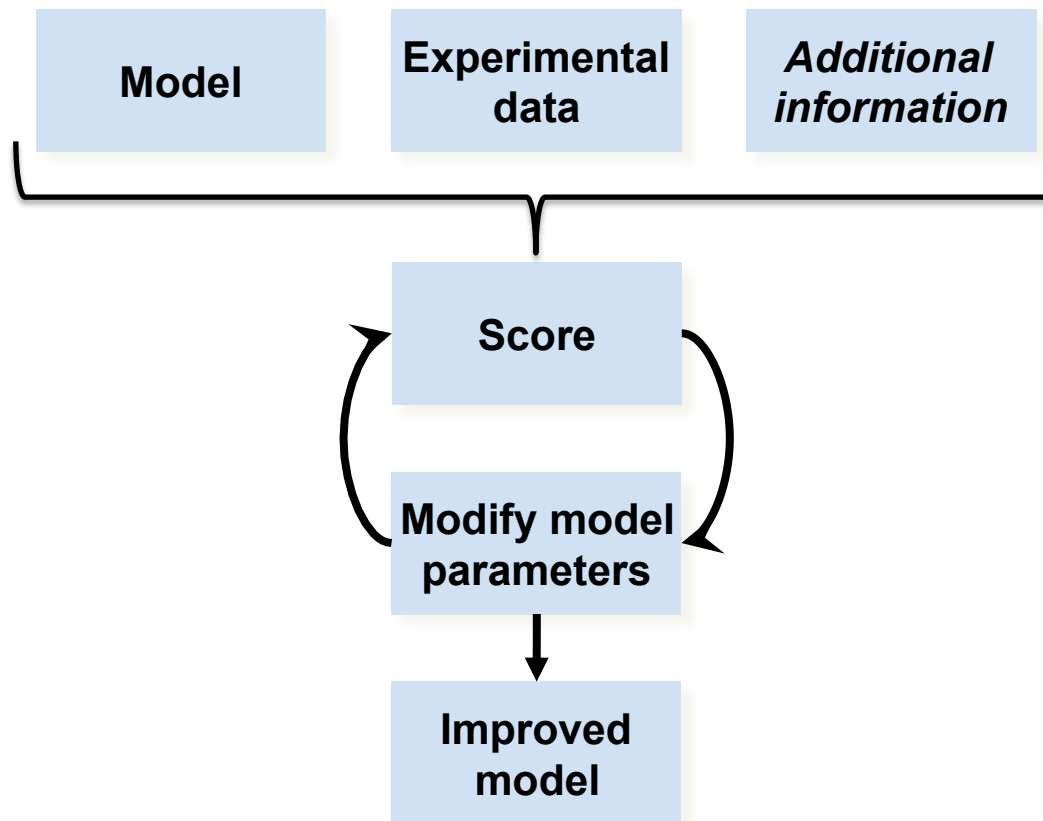 Model
Experimental
data
Additional
information
Score
Modify model
parameters
Improved
model